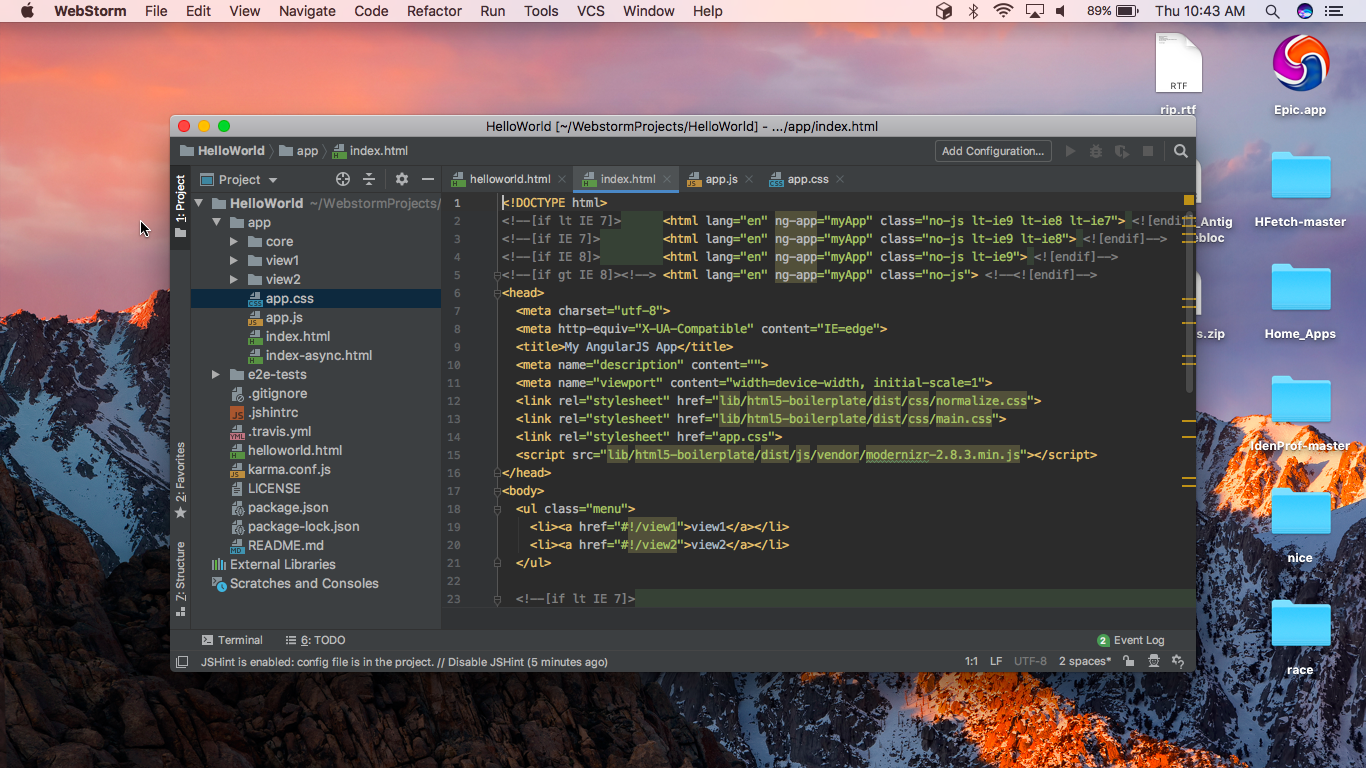 WebStorm File Edit View Navigate Code Refactor Run Tools VCS Window Help 89% Thu 10:43 AM
RTF
rip.rtf
Epic.app
HFetch-master
_Antig
ebloc
Home_Apps
s.zip
IdenProf-master
nice
race
HelloWorld [~/WebstormProjects/HelloWorld] - .../app/index.html
HelloWorld app index.html Add Configuration...
1: Project
2: Favorites
Z: Structure
Project
HelloWorld ~/WebstormProjects/
app
core
view1
view2
app.css
app.js
index.html
index-async.html
e2e-tests
.gitignore
.jshintrc
.travis.yml
helloworld.html
karma.conf.js
LICENSE
package.json
package-lock.json
README.md
External Libraries
Scratches and Consoles
helloworld.html index.html app.js app.css
1 <!DOCTYPE html>
2 <!--[if lt IE 7]> <html lang="en" ng-app="myApp" class="no-js lt-ie9 lt-ie8 lt-ie7"> <![endif
3 <!--[if IE 7]> <html lang="en" ng-app="myApp" class="no-js lt-ie9 lt-ie8"> <![endif]-->
4 <!--[if IE 8]> <html lang="en" ng-app="myApp" class="no-js lt-ie9"> <![endif]-->
5 <!--[if gt IE 8]><!--> <html lang="en" ng-app="myApp" class="no-js"> <!--<![endif]-->
6 <head>
7 <meta charset="utf-8">
8 <meta http-equiv="X-UA-Compatible" content="IE=edge">
9 <title>My AngularJS App</title>
10 <meta name="description" content="">
11 <meta name="viewport" content="width=device-width, initial-scale=1">
12 <link rel="stylesheet" href="lib/html5-boilerplate/dist/css/normalize.css">
13 <link rel="stylesheet" href="lib/html5-boilerplate/dist/css/main.css">
14 <link rel="stylesheet" href="app.css">
15 <script src="lib/html5-boilerplate/dist/js/vendor/modernizr-2.8.3.min.js"></script>
16 </head>
17 <body>
18 <ul class="menu">
19 <li><a href="#!/view1">view1</a></li>
20 <li><a href="#!/view2">view2</a></li>
21 </ul>
22
23 <!--[if lt IE 7]>
Terminal 6: TODO 2 Event Log
JSHint is enabled: config file is in the project. // Disable JSHint (5 minutes ago) 1:1 LF UTF-8 2 spaces*